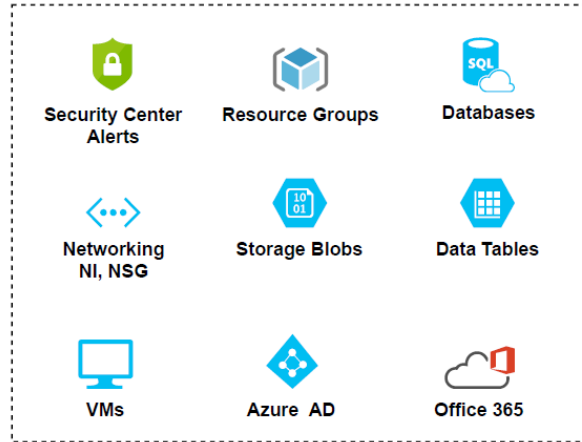 SQL
Security Center
Alerts
Resource Groups
Databases
10
01
Networking
NI, NSG
Storage Blobs
Data Tables
VMs
Azure AD
Office 365